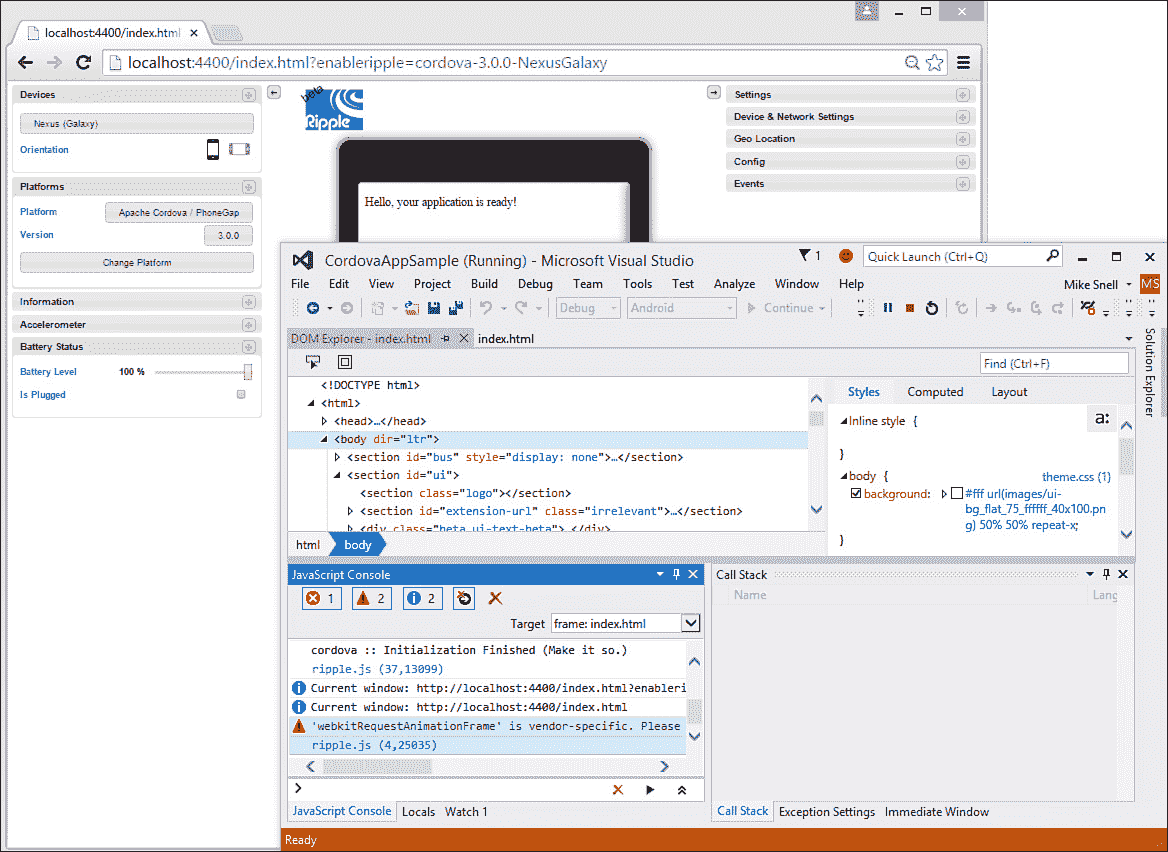 localhost:4400/index.html
localhost:4400/index.html?enableripple=cordova-3.0.0-NexusGalaxy
Devices
Nexus (Galaxy)
Orientation
Platforms
Platform
Apache Cordova / PhoneGap
Version
3.0.0
Change Platform
Information
Accelerometer
Battery Status
Battery Level 100 %
Is Plugged
beta
Ripple
Hello, your application is ready!
Settings
Device & Network Settings
Geo Location
Config
Events
CordovaAppSample (Running) - Microsoft Visual Studio
1
Quick Launch (Ctrl+Q)
File Edit View Project Build Debug Team Tools Test Analyze Window Help
Mike Snell MS
Debug Android Continue
DOM Explorer - index.html index.html
Find (Ctrl+F)
<!DOCTYPE html>
<html>
<head>…</head>
<body dir="ltr">
<section id="bus" style="display: none">…</section>
<section id="ui">
<section class="logo"></section>
<section id="extension-url" class="irrelevant">…</section>
<div class="beta ui-text-beta">…</div>
html body
Styles Computed Layout
Inline style {
a:
}
body { theme.css (1)
background: #fff url(images/ui-
bg_flat_75_ffffff_40x100.pn
g) 50% 50% repeat-x;
}
Solution Explorer
JavaScript Console
1 2 2
Target frame: index.html
cordova :: Initialization Finished (Make it so.)
ripple.js (37,13099)
Current window: http://localhost:4400/index.html?enableri
Current window: http://localhost:4400/index.html
'webkitRequestAnimationFrame' is vendor-specific. Please
ripple.js (4,25035)
JavaScript Console Locals Watch 1
Call Stack
Name Lang
Call Stack Exception Settings Immediate Window
Ready